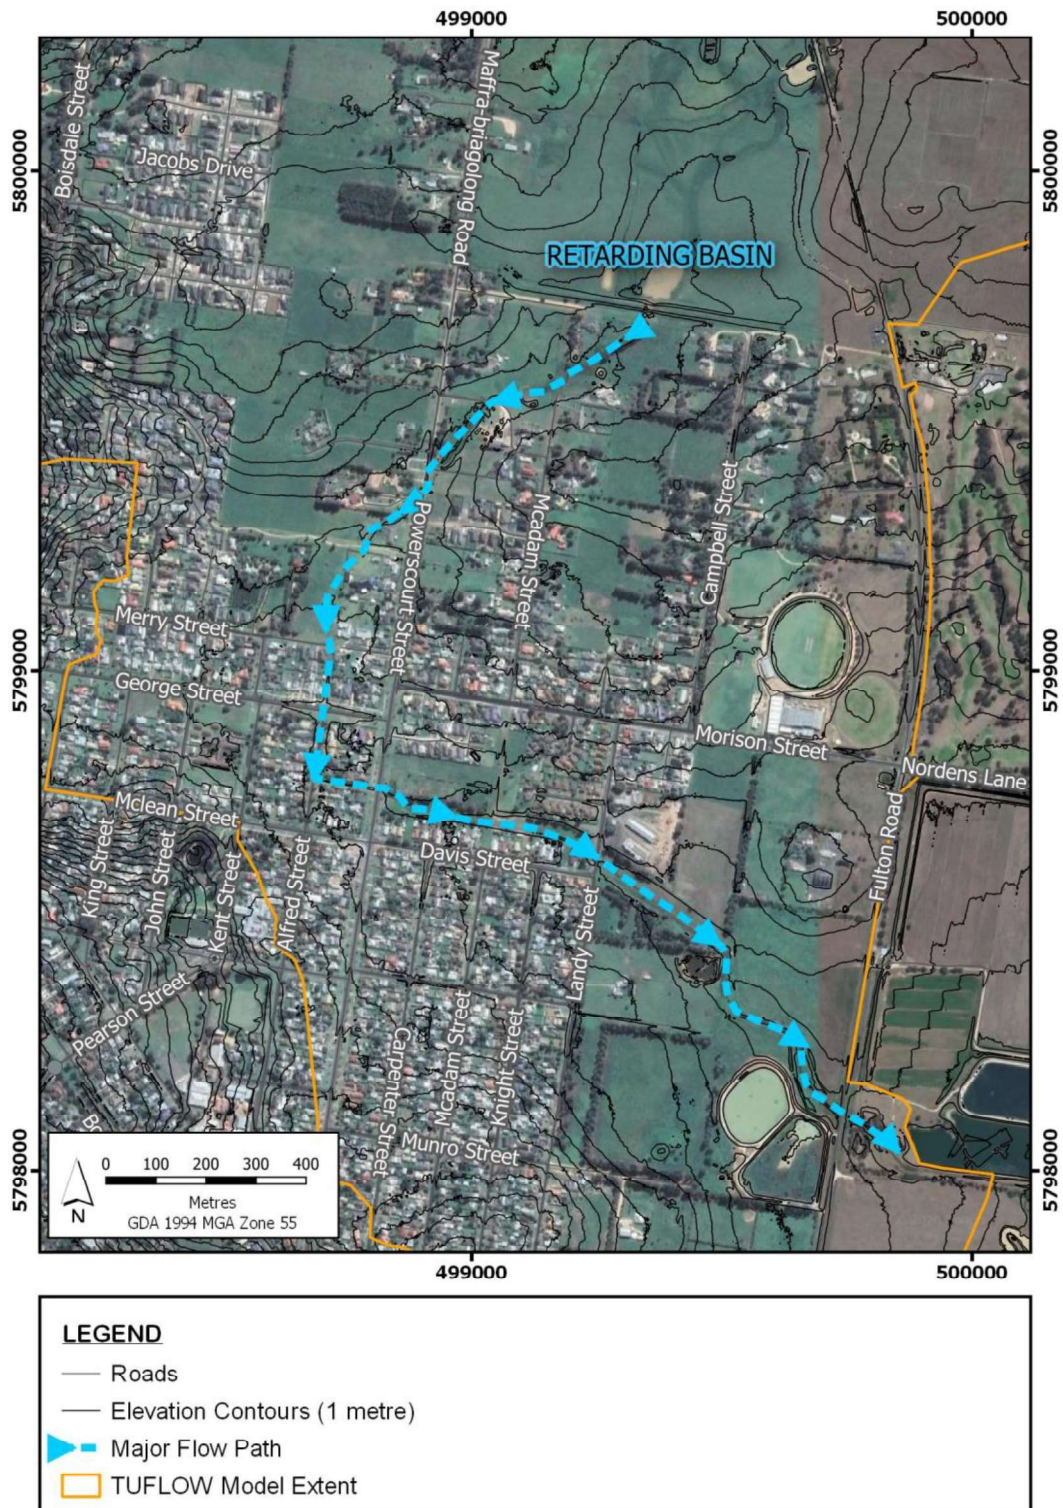 499000
500000
Boisdale Street
Jacobs Drive
Maffra-briagolong Road
5800000
5800000
RETARDING BASIN
Powerscourt Street
Mcadam Street
Campbell Street
Merry Street
George Street
5799000
5799000
Morison Street
Nordens Lane
Mclean Street
Davis Street
Fulton Road
King Street
John Street
Kent Street
Alfred Street
Landy Street
Pearson Street
Carpenter Street
Mcadam Street
Knight Street
Munro Street
5798000
5798000
0 100 200 300 400
Metres
GDA 1994 MGA Zone 55
N
499000
500000
LEGEND
Roads
Elevation Contours (1 metre)
Major Flow Path
TUFLOW Model Extent